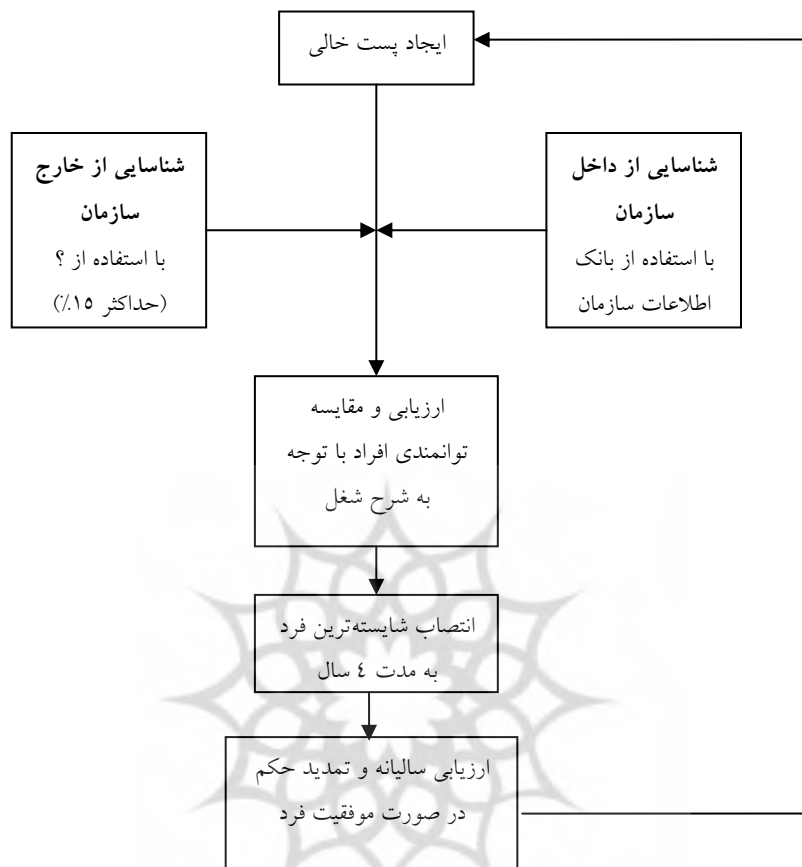 ایجاد پست خالی
شناسایی از داخل
سازمان
با استفاده از بانک
اطلاعات سازمان
شناسایی از خارج
سازمان
با استفاده از ؟
(حداکثر ١٥٪)
ارزیابی و مقایسه
توانمندی افراد با توجه
به شرح شغل
انتصاب شایسته‌ترین فرد
به مدت ٤ سال
ارزیابی سالیانه و تمدید حکم
در صورت موفقیت فرد